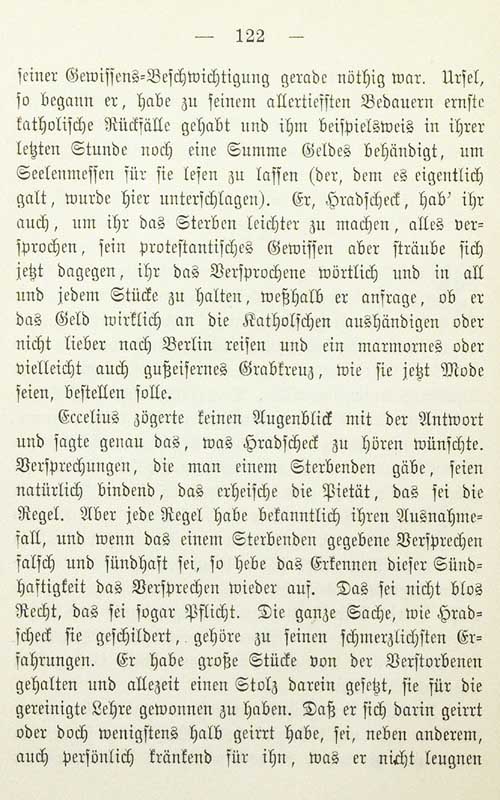 — 122 —
seiner Gewissens-Beschwichtigung gerade nöthig war. Ursel,
so begann er, habe zu seinem allertiefsten Bedauern ernste
katholische Rückfälle gehabt und ihm beispielsweis in ihrer
letzten Stunde noch eine Summe Geldes behändigt, um
Seelenmessen für sie lesen zu lassen (der, dem es eigentlich
galt, wurde hier unterschlagen). Er, Hradscheck, hab’ ihr
auch, um ihr das Sterben leichter zu machen, alles ver-
sprochen, sein protestantisches Gewissen aber sträube sich
jetzt dagegen, ihr das Versprochene wörtlich und in all
und jedem Stücke zu halten, weßhalb er anfrage, ob er
das Geld wirklich an die Katholschen aushändigen oder
nicht lieber nach Berlin reisen und ein marmornes oder
vielleicht auch gußeisernes Grabkreuz, wie sie jetzt Mode
seien, bestellen solle.
Eccelius zögerte keinen Augenblick mit der Antwort
und sagte genau das, was Hradscheck zu hören wünschte.
Versprechungen, die man einem Sterbenden gäbe, seien
natürlich bindend, das erheische die Pietät, das sei die
Regel. Aber jede Regel habe bekanntlich ihren Ausnahme-
fall, und wenn das einem Sterbenden gegebene Versprechen
falsch und sündhaft sei, so hebe das Erkennen dieser Sünd-
haftigkeit das Versprechen wieder auf. Das sei nicht blos
Recht, das sei sogar Pflicht. Die ganze Sache, wie Hrad-
scheck sie geschildert, gehöre zu seinen schmerzlichsten Er-
fahrungen. Er habe große Stücke von der Verstorbenen
gehalten und allezeit einen Stolz darein gesetzt, sie für die
gereinigte Lehre gewonnen zu haben. Daß er sich darin geirrt
oder doch wenigstens halb geirrt habe, sei, neben anderem,
auch persönlich kränkend für ihn, was er nicht leugnen